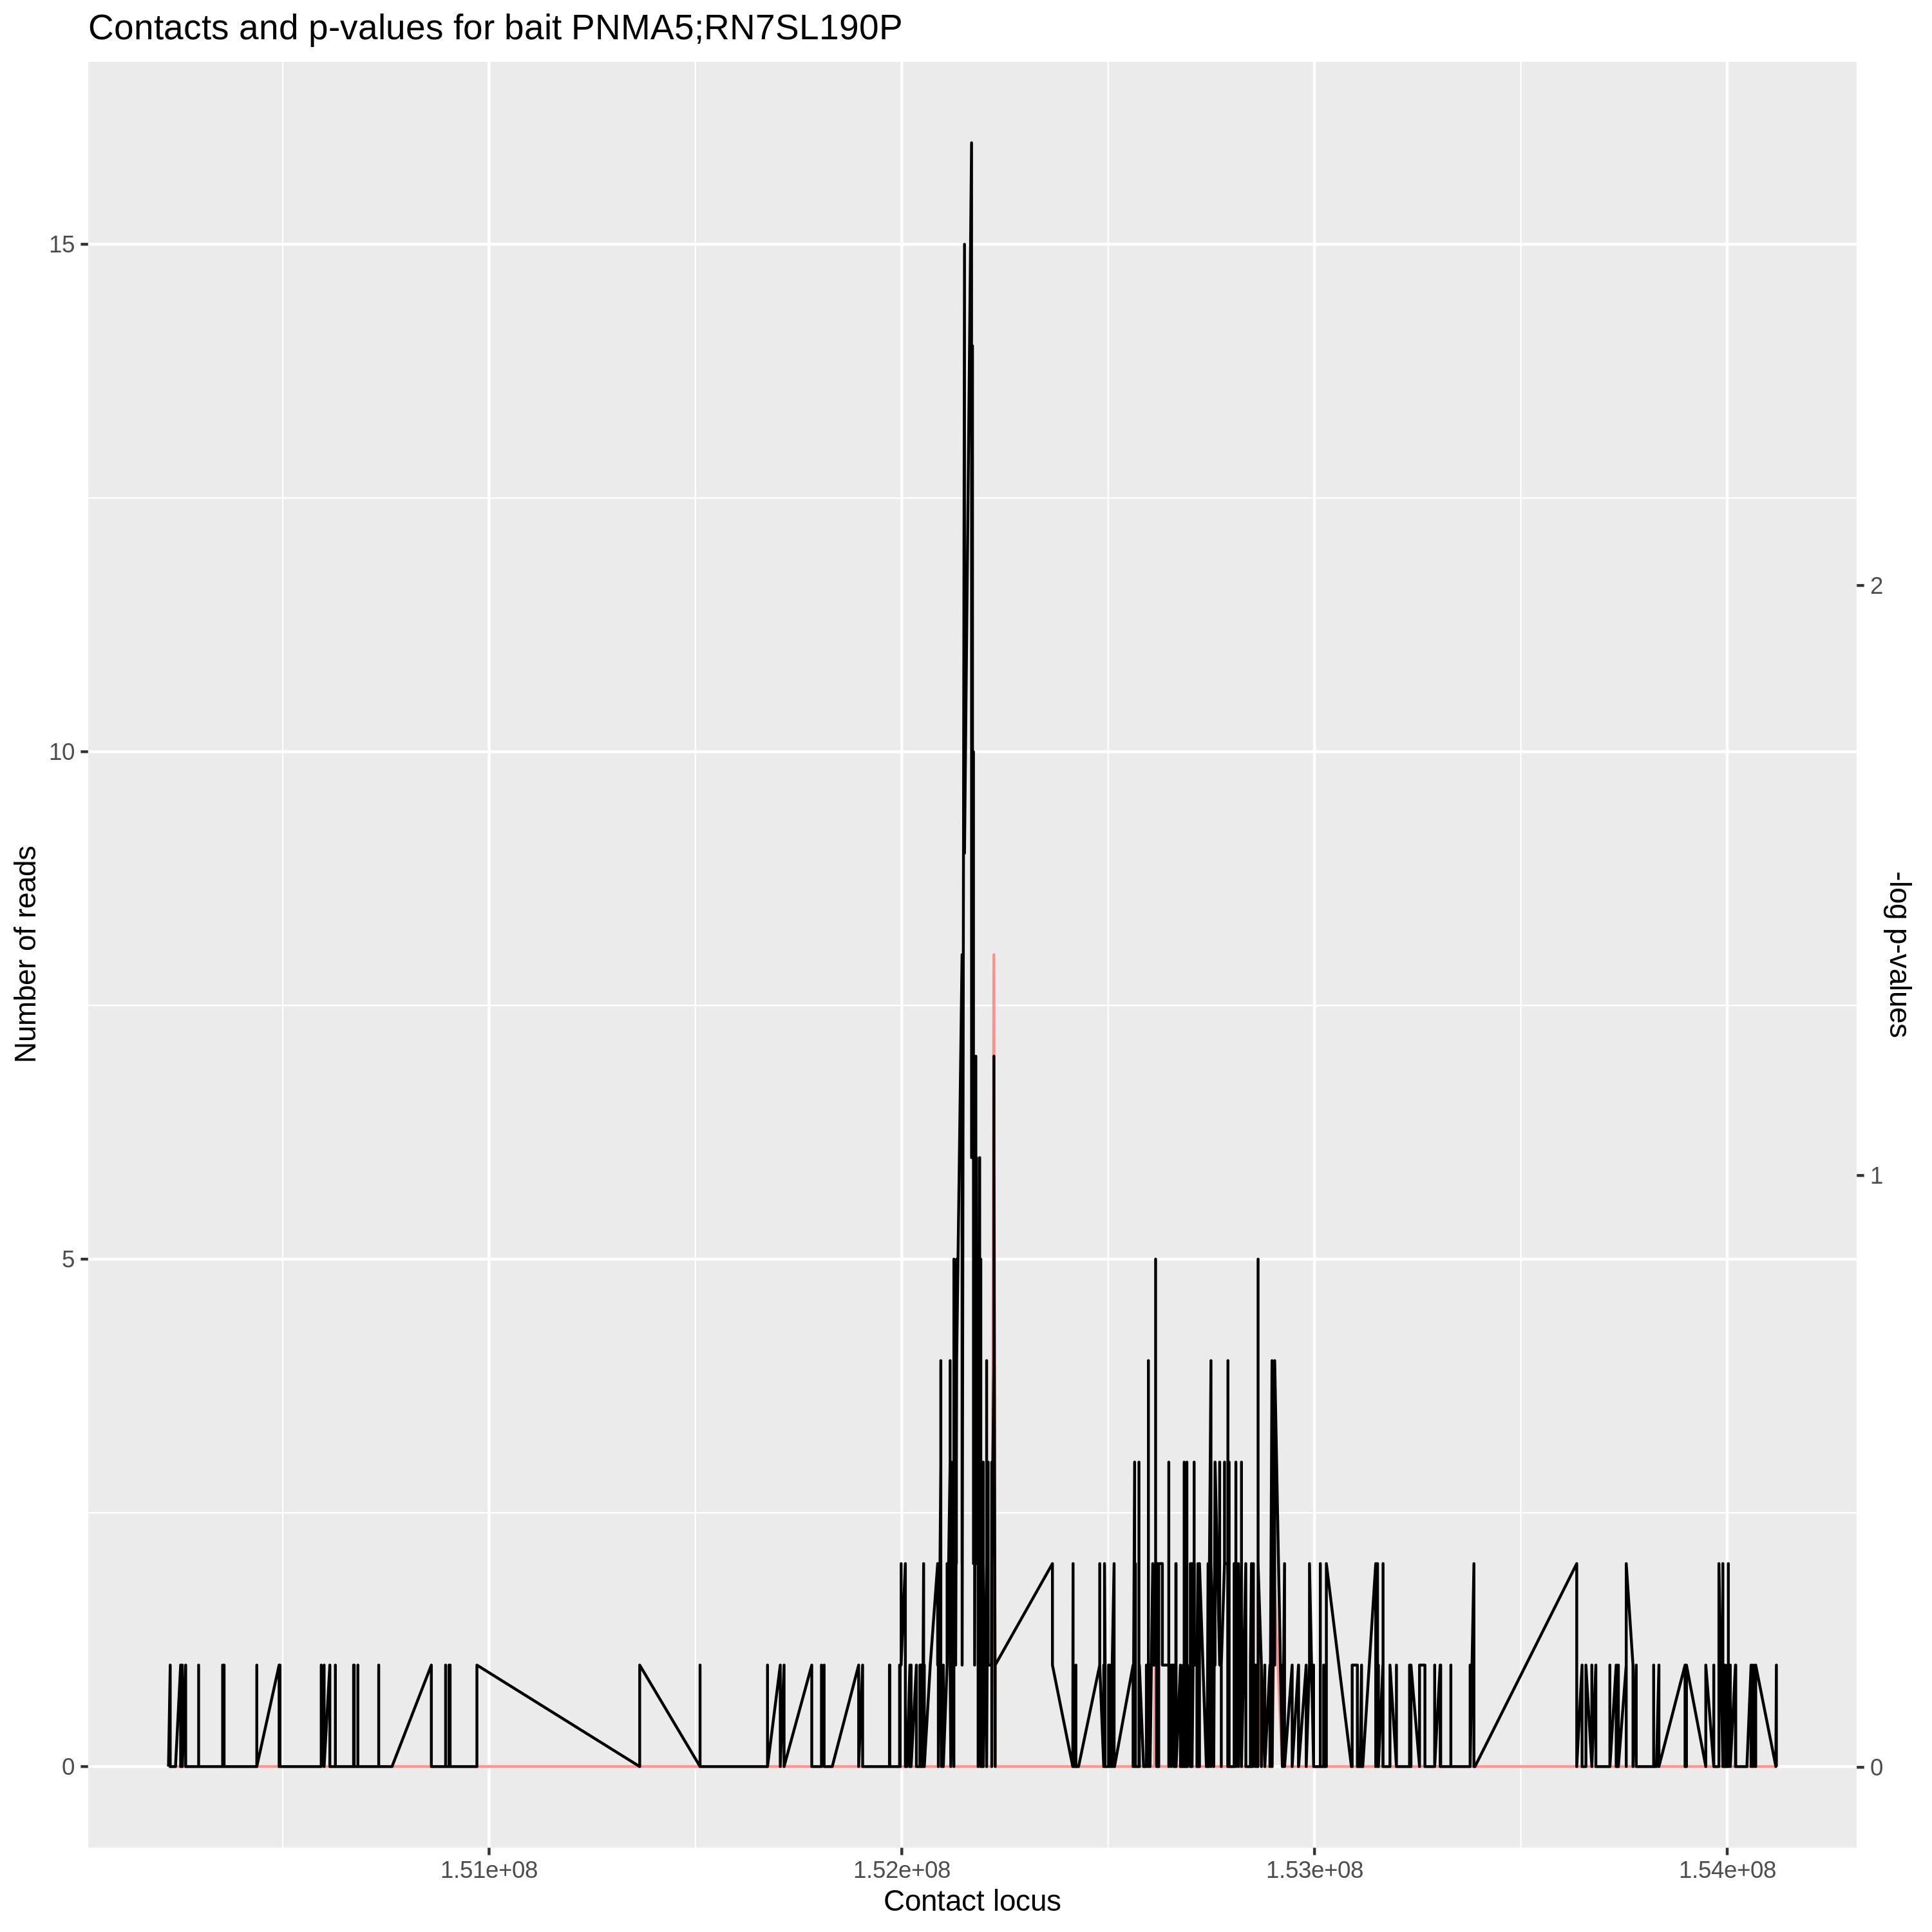 Contacts and p-values for bait PNMA5;RN7SL190P
15
10
5
0
Number of reads
2
1
0
-log p-values
1.51e+08
1.52e+08
1.53e+08
1.54e+08
Contact locus